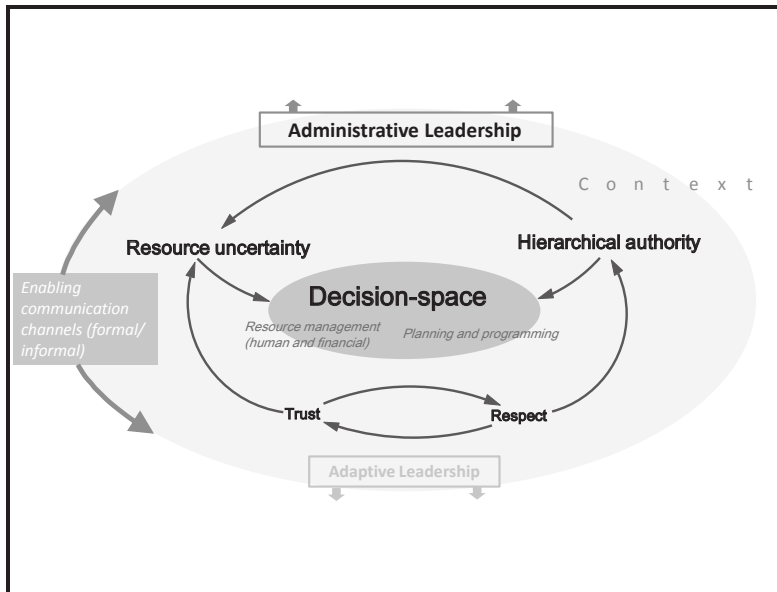 Administrative Leadership
Context
Resource uncertainty
Hierarchical authority
Enabling
communication
channels (formal/
informal)
Decision-space
Resource management
(human and financial)
Planning and programming
Trust
Respect
Adaptive Leadership